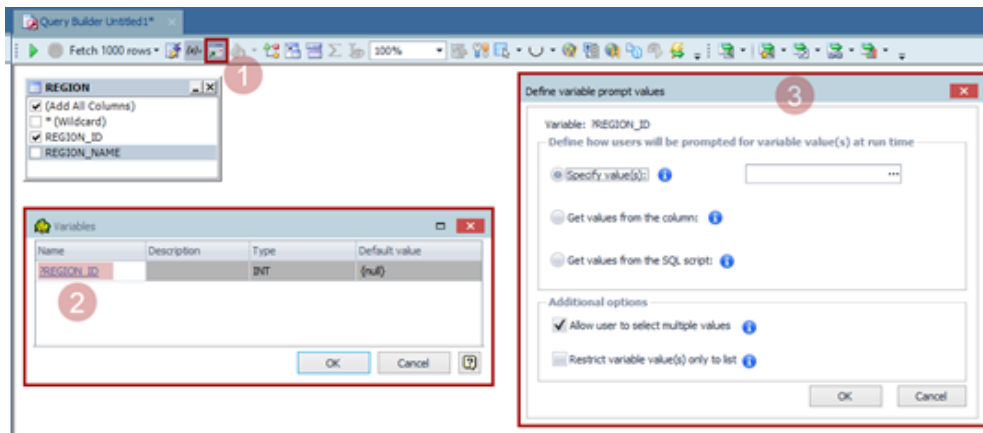 Query Builder Untitled1*
Fetch 1000 rows
100%
1
REGION
(Add All Columns)
* (Wildcard)
REGION_ID
REGION_NAME
Variables
Name Description Type Default value
?REGION_ID INT {null}
2
OK Cancel
Define variable prompt values
3
Variable: ?REGION_ID
Define how users will be prompted for variable value(s) at run time
Specify value(s):
...
Get values from the column:
Get values from the SQL script:
Additional options
Allow user to select multiple values
Restrict variable value(s) only to list
OK Cancel